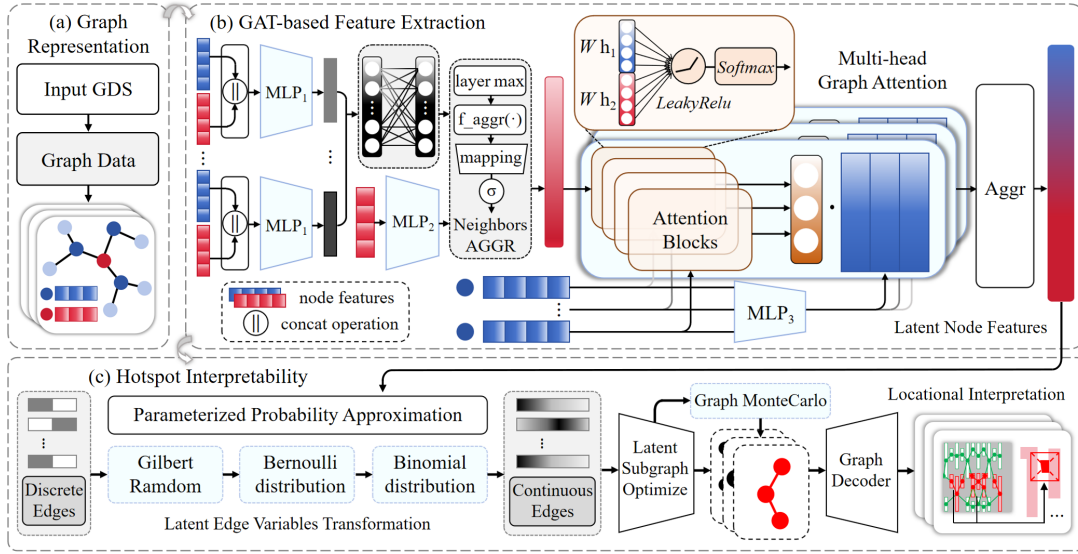 (a) Graph
Representation
Input GDS
Graph Data
(b) GAT-based Feature Extraction
||
MLP1
||
MLP1
MLP2
layer max
f_aggr(·)
mapping
σ
Neighbors
AGGR
W h1
W h2
LeakyRelu
Softmax
Multi-head
Graph Attention
Attention
Blocks
Aggr
node features
||
concat operation
MLP3
Latent Node Features
(c) Hotspot Interpretability
Discrete
Edges
Parameterized Probability Approximation
Gilbert
Ramdom
Bernoulli
distribution
Binomial
distribution
Latent Edge Variables Transformation
Continuous
Edges
Latent
Subgraph
Optimize
Graph MonteCarlo
Graph
Decoder
Locational Interpretation
...